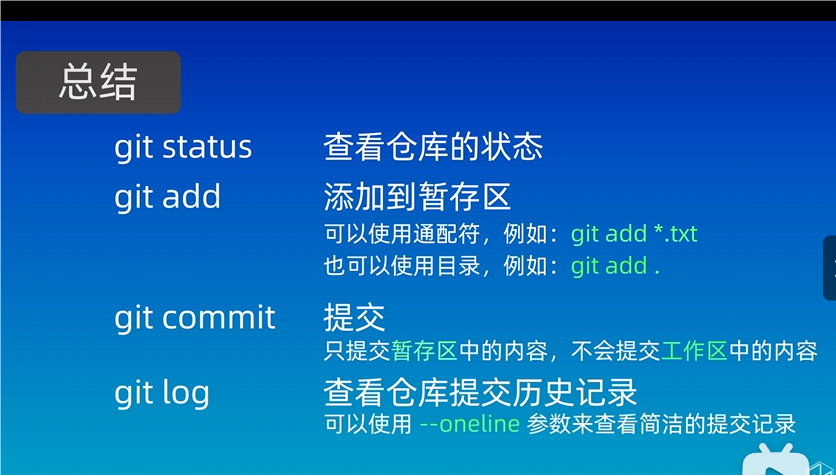 总结
git status 查看仓库的状态
git add 添加到暂存区
可以使用通配符，例如：git add *.txt
也可以使用目录，例如：git add .
git commit 提交
只提交暂存区中的内容，不会提交工作区中的内容
git log 查看仓库提交历史记录
可以使用 --oneline 参数来查看简洁的提交记录